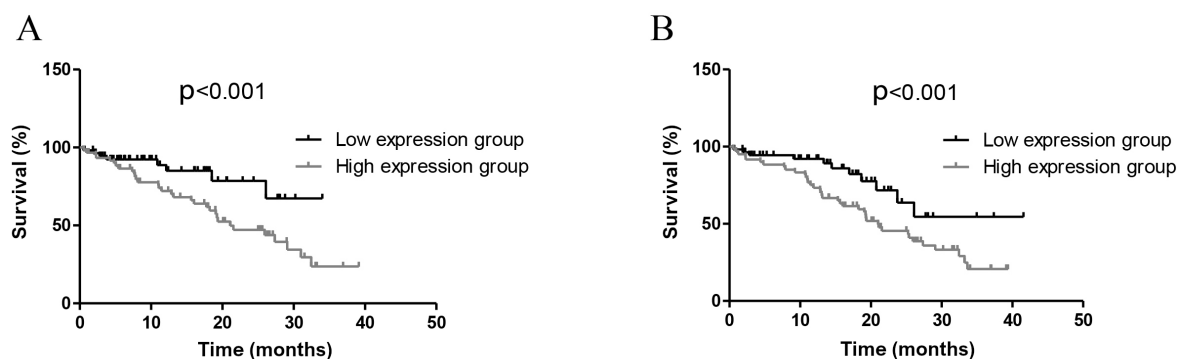 A
150
100
50
0
Survival (%)
p<0.001
Low expression group
High expression group
0 10 20 30 40 50
Time (months)
B
150
100
50
0
Survival (%)
p<0.001
Low expression group
High expression group
0 10 20 30 40 50
Time (months)